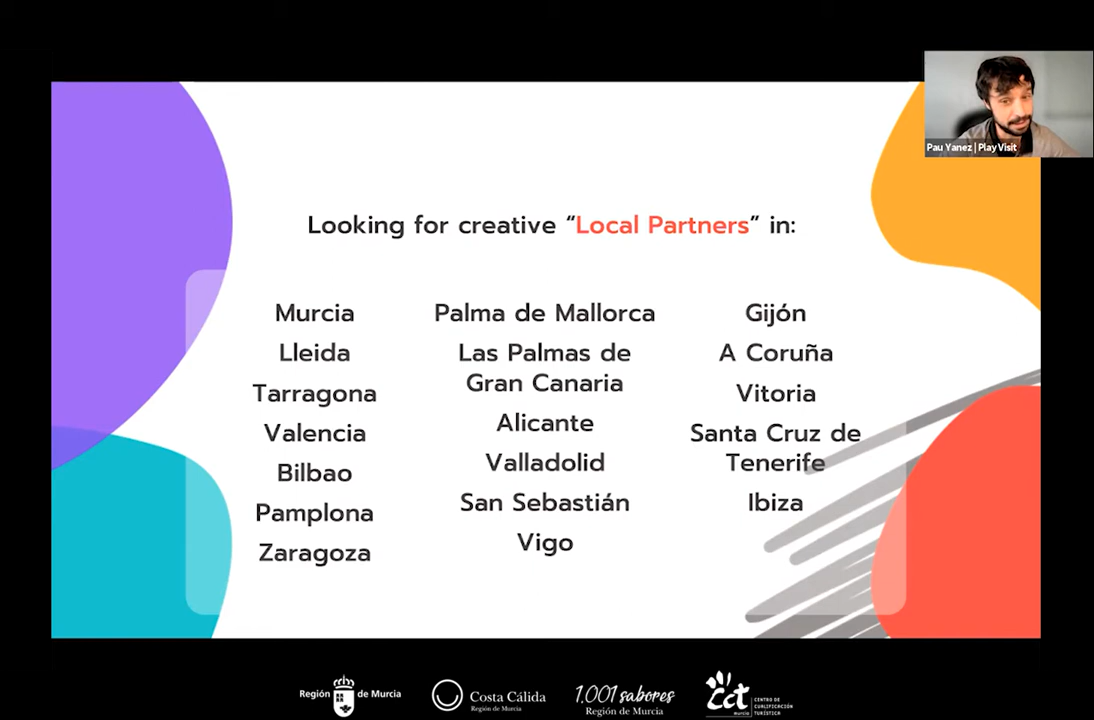 Pau Yanez | PlayVisit
Looking for creative “Local Partners” in:
Murcia
Lleida
Tarragona
Valencia
Bilbao
Pamplona
Zaragoza
Palma de Mallorca
Las Palmas de
Gran Canaria
Alicante
Valladolid
San Sebastián
Vigo
Gijón
A Coruña
Vitoria
Santa Cruz de
Tenerife
Ibiza
Región de Murcia
Costa Cálida
Región de Murcia
1.001 sabores
Región de Murcia
cct
murcia
CENTRO DE
CUALIFICACIÓN
TURÍSTICA